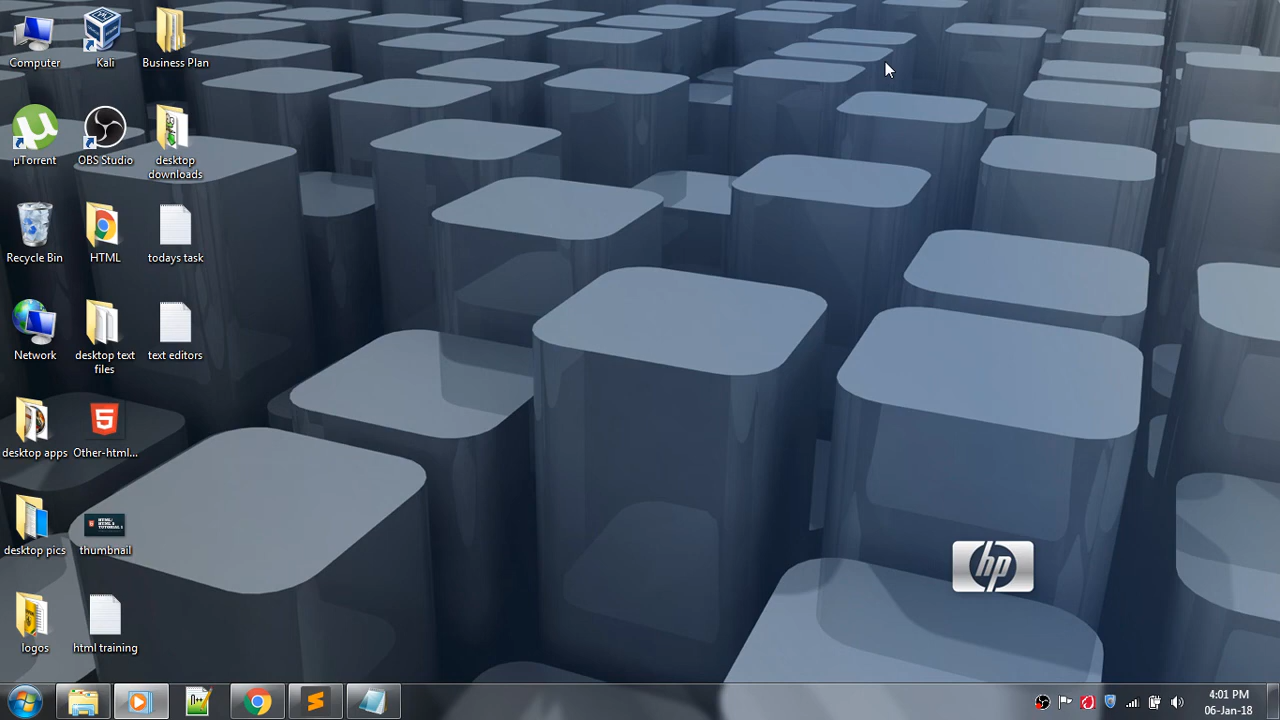 Computer
Kali
Business Plan
µTorrent
OBS Studio
desktop
downloads
Recycle Bin
HTML
todays task
Network
desktop text
files
text editors
desktop apps
Other-html...
desktop pics
thumbnail
logos
html training
hp
4:01 PM
06-Jan-18